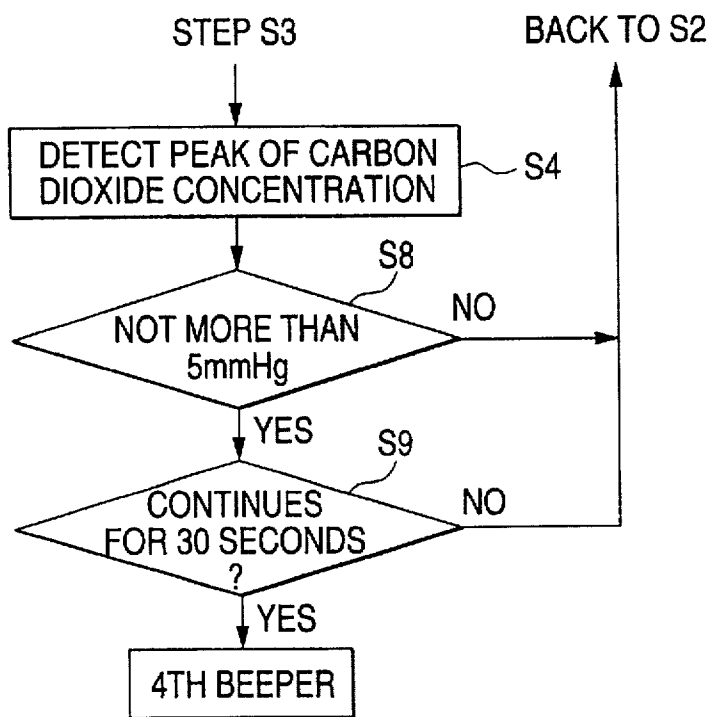 STEP S3
BACK TO S2
DETECT PEAK OF CARBON
DIOXIDE CONCENTRATION
S4
S8
NOT MORE THAN
5mmHg
NO
YES
S9
CONTINUES
FOR 30 SECONDS
?
NO
YES
4TH BEEPER